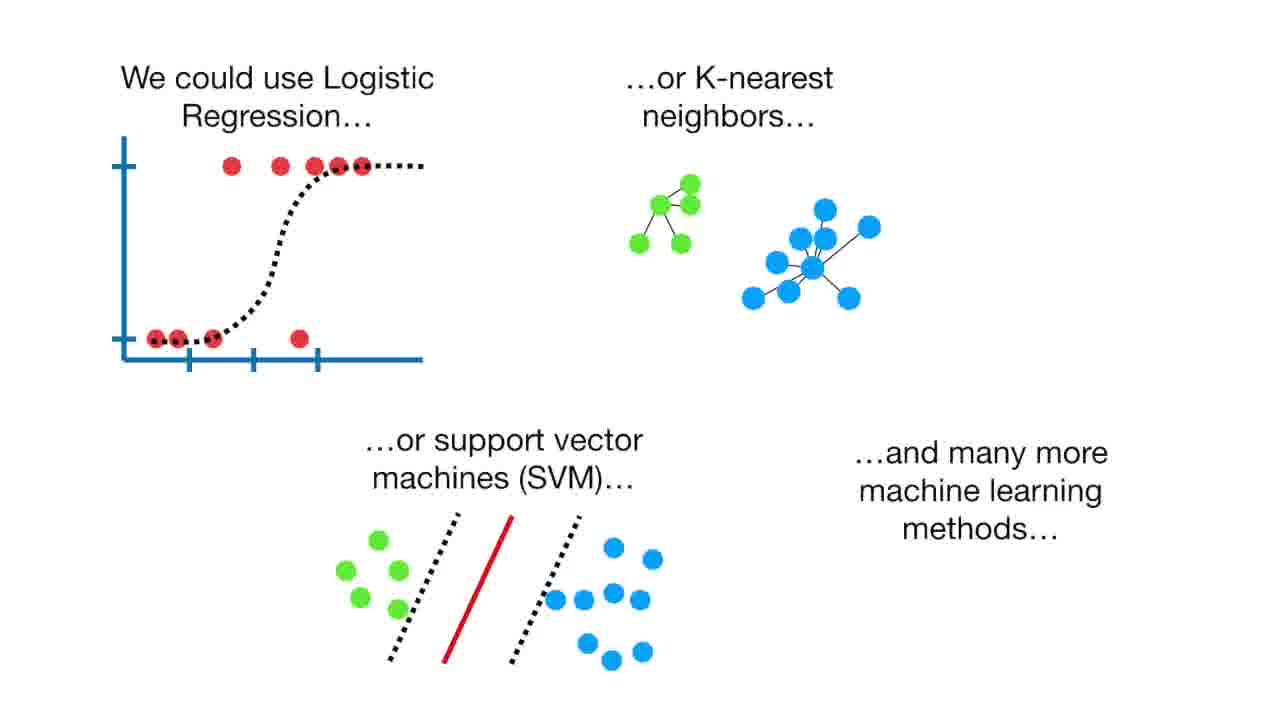 We could use Logistic
Regression…
…or K-nearest
neighbors…
…or support vector
machines (SVM)…
…and many more
machine learning
methods…